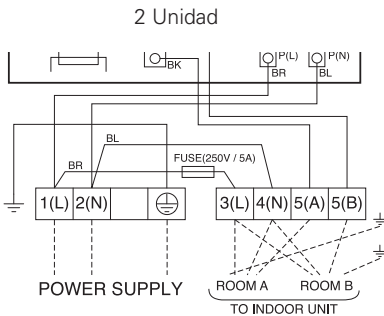 2 Unidad
P(L) P(N)
BK
BR BL
BL
BR
FUSE(250V / 5A)
1(L) 2(N) 3(L) 4(N) 5(A) 5(B)
ROOM A ROOM B
POWER SUPPLY
TO INDOOR UNIT